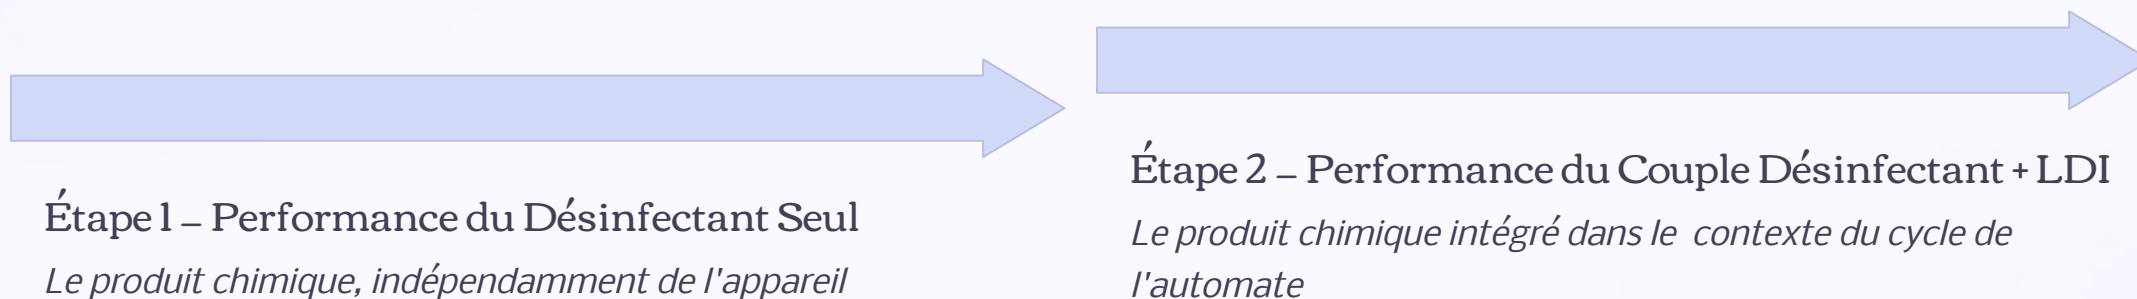 Étape 1 – Performance du Désinfectant Seul
Le produit chimique, indépendamment de l'appareil
Étape 2 – Performance du Couple Désinfectant + LDI
Le produit chimique intégré dans le contexte du cycle de
l'automate